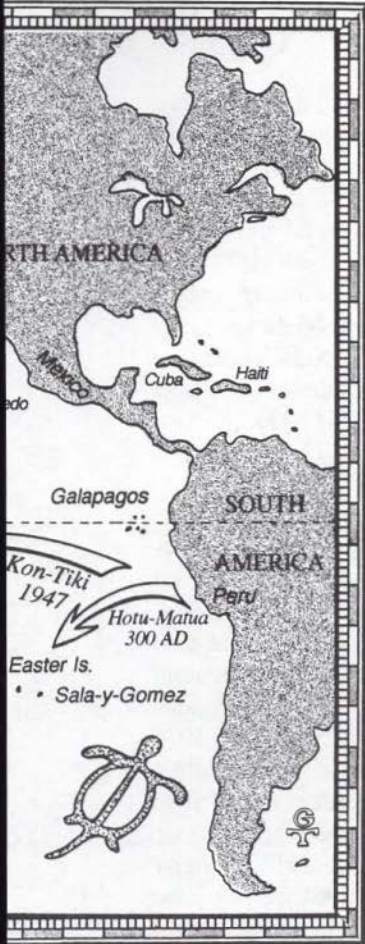 RTH AMERICA
Mexico
Cuba
Haiti
edo
Galapagos
SOUTH
AMERICA
Peru
Kon-Tiki
1947
Hotu-Matua
300 AD
Easter Is.
Sala-y-Gomez